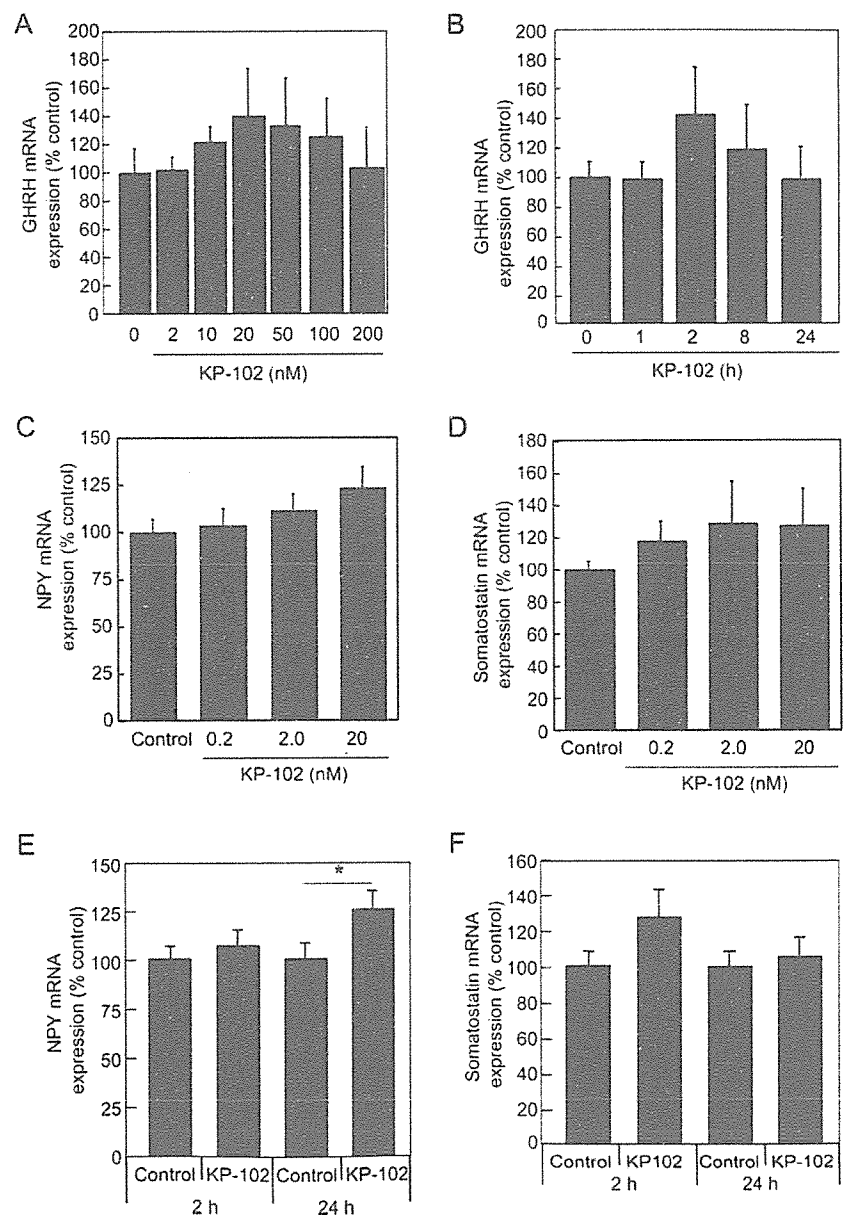 A
GHRH mRNA
expression (% control)
200
180
160
140
120
100
80
60
40
20
0
0 2 10 20 50 100 200
KP-102 (nM)
B
GHRH mRNA
expression (% control)
200
180
160
140
120
100
80
60
40
20
0
0 1 2 8 24
KP-102 (h)
C
NPY mRNA
expression (% control)
150
125
100
75
50
25
0
Control 0.2 2.0 20
KP-102 (nM)
D
Somatostatin mRNA
expression (% control)
180
160
140
120
100
80
60
40
20
0
Control 0.2 2.0 20
KP-102 (nM)
E
NPY mRNA
expression (% control)
150
125
100
75
50
25
0
*
Control KP-102 Control KP-102
2 h 24 h
F
Somatostatin mRNA
expression (% control)
160
140
120
100
80
60
40
20
0
Control KP102 Control KP-102
2 h 24 h